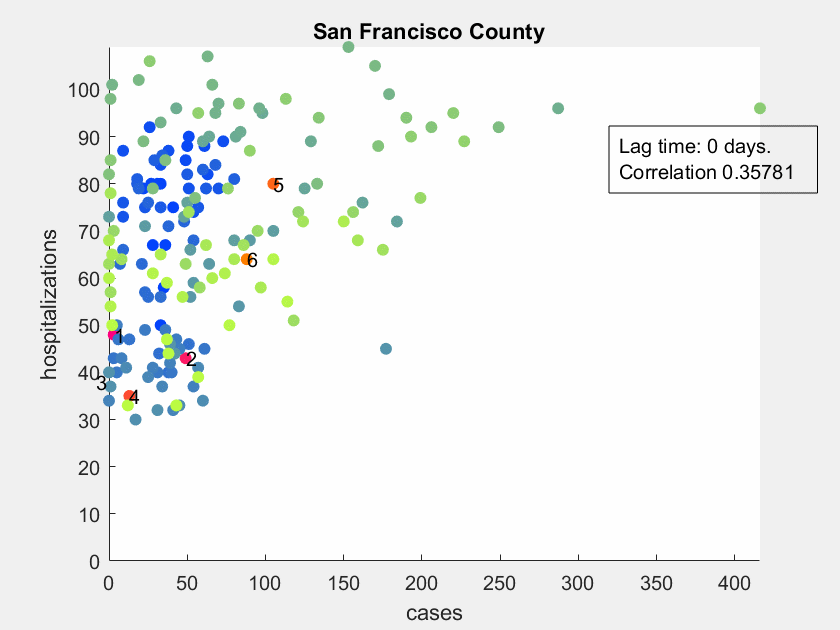 San Francisco County
100
90
80
70
60
50
40
30
20
10
0
hospitalizations
0 50 100 150 200 250 300 350 400
cases
Lag time: 0 days.
Correlation 0.35781
5
6
1
2
3
4